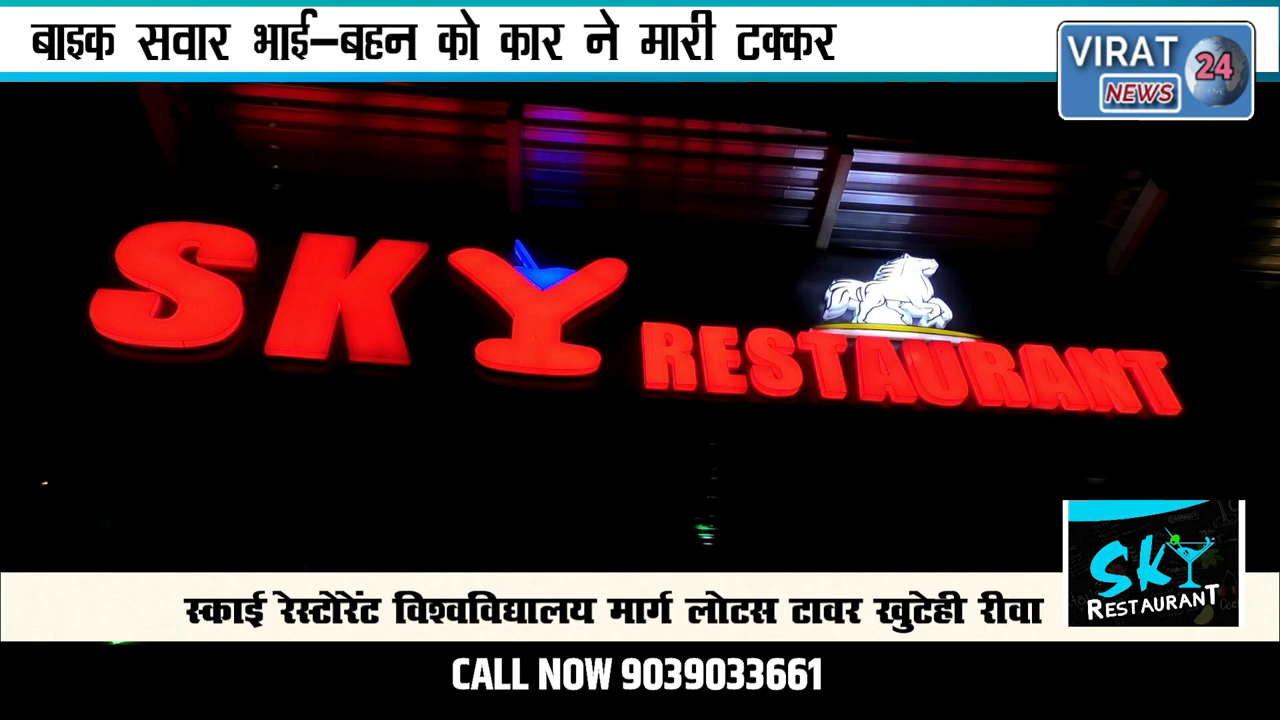 बाइक सवार भाई-बहन को कार ने मारी टक्कर
VIRAT
24
NEWS
SKY
RESTAURANT
स्काई रेस्टोरेंट विश्वविद्यालय मार्ग लोटस टावर खुटेही रीवा
SKY
RESTAURANT
CALL NOW 9039033661